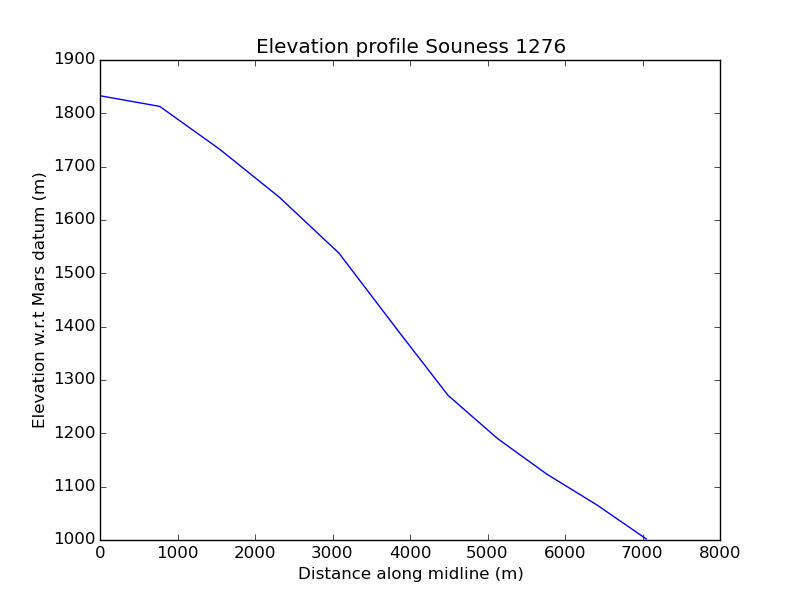 Elevation profile Souness 1276
1900
1800
1700
1600
1500
1400
1300
1200
1100
1000
Elevation w.r.t Mars datum (m)
0 1000 2000 3000 4000 5000 6000 7000 8000
Distance along midline (m)